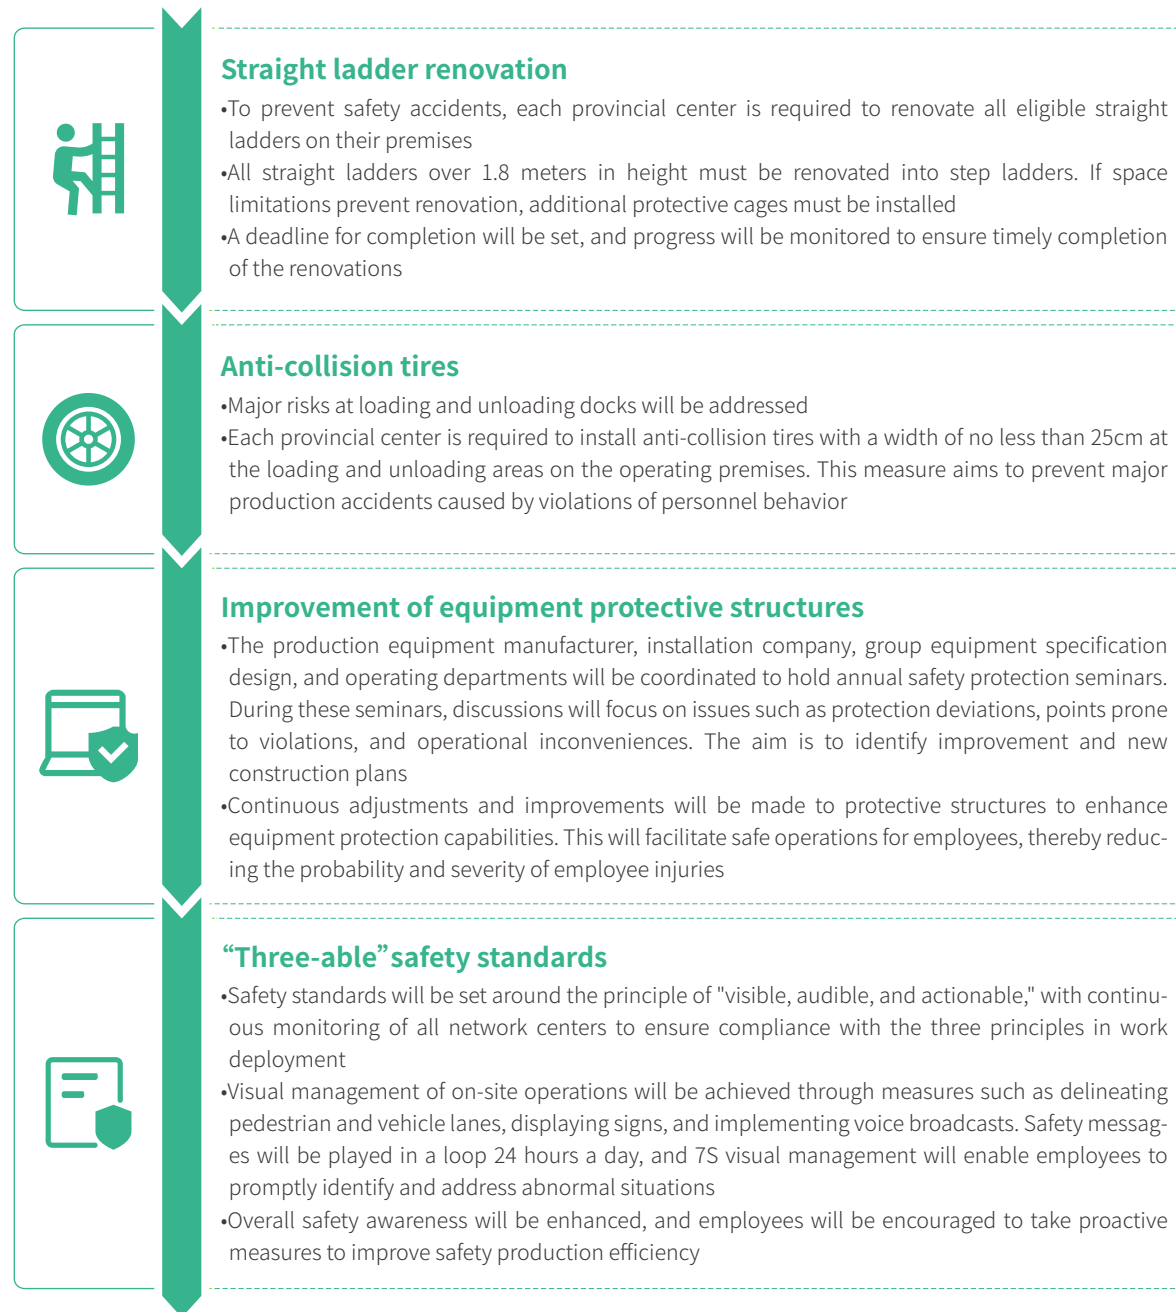 Straight ladder renovation
•To prevent safety accidents, each provincial center is required to renovate all eligible straight
ladders on their premises
•All straight ladders over 1.8 meters in height must be renovated into step ladders. If space
limitations prevent renovation, additional protective cages must be installed
•A deadline for completion will be set, and progress will be monitored to ensure timely completion
of the renovations
Anti-collision tires
•Major risks at loading and unloading docks will be addressed
•Each provincial center is required to install anti-collision tires with a width of no less than 25cm at
the loading and unloading areas on the operating premises. This measure aims to prevent major
production accidents caused by violations of personnel behavior
Improvement of equipment protective structures
•The production equipment manufacturer, installation company, group equipment specification
design, and operating departments will be coordinated to hold annual safety protection seminars.
During these seminars, discussions will focus on issues such as protection deviations, points prone
to violations, and operational inconveniences. The aim is to identify improvement and new
construction plans
•Continuous adjustments and improvements will be made to protective structures to enhance
equipment protection capabilities. This will facilitate safe operations for employees, thereby reduc-
ing the probability and severity of employee injuries
“Three-able”safety standards
•Safety standards will be set around the principle of "visible, audible, and actionable," with continu-
ous monitoring of all network centers to ensure compliance with the three principles in work
deployment
•Visual management of on-site operations will be achieved through measures such as delineating
pedestrian and vehicle lanes, displaying signs, and implementing voice broadcasts. Safety messag-
es will be played in a loop 24 hours a day, and 7S visual management will enable employees to
promptly identify and address abnormal situations
•Overall safety awareness will be enhanced, and employees will be encouraged to take proactive
measures to improve safety production efficiency